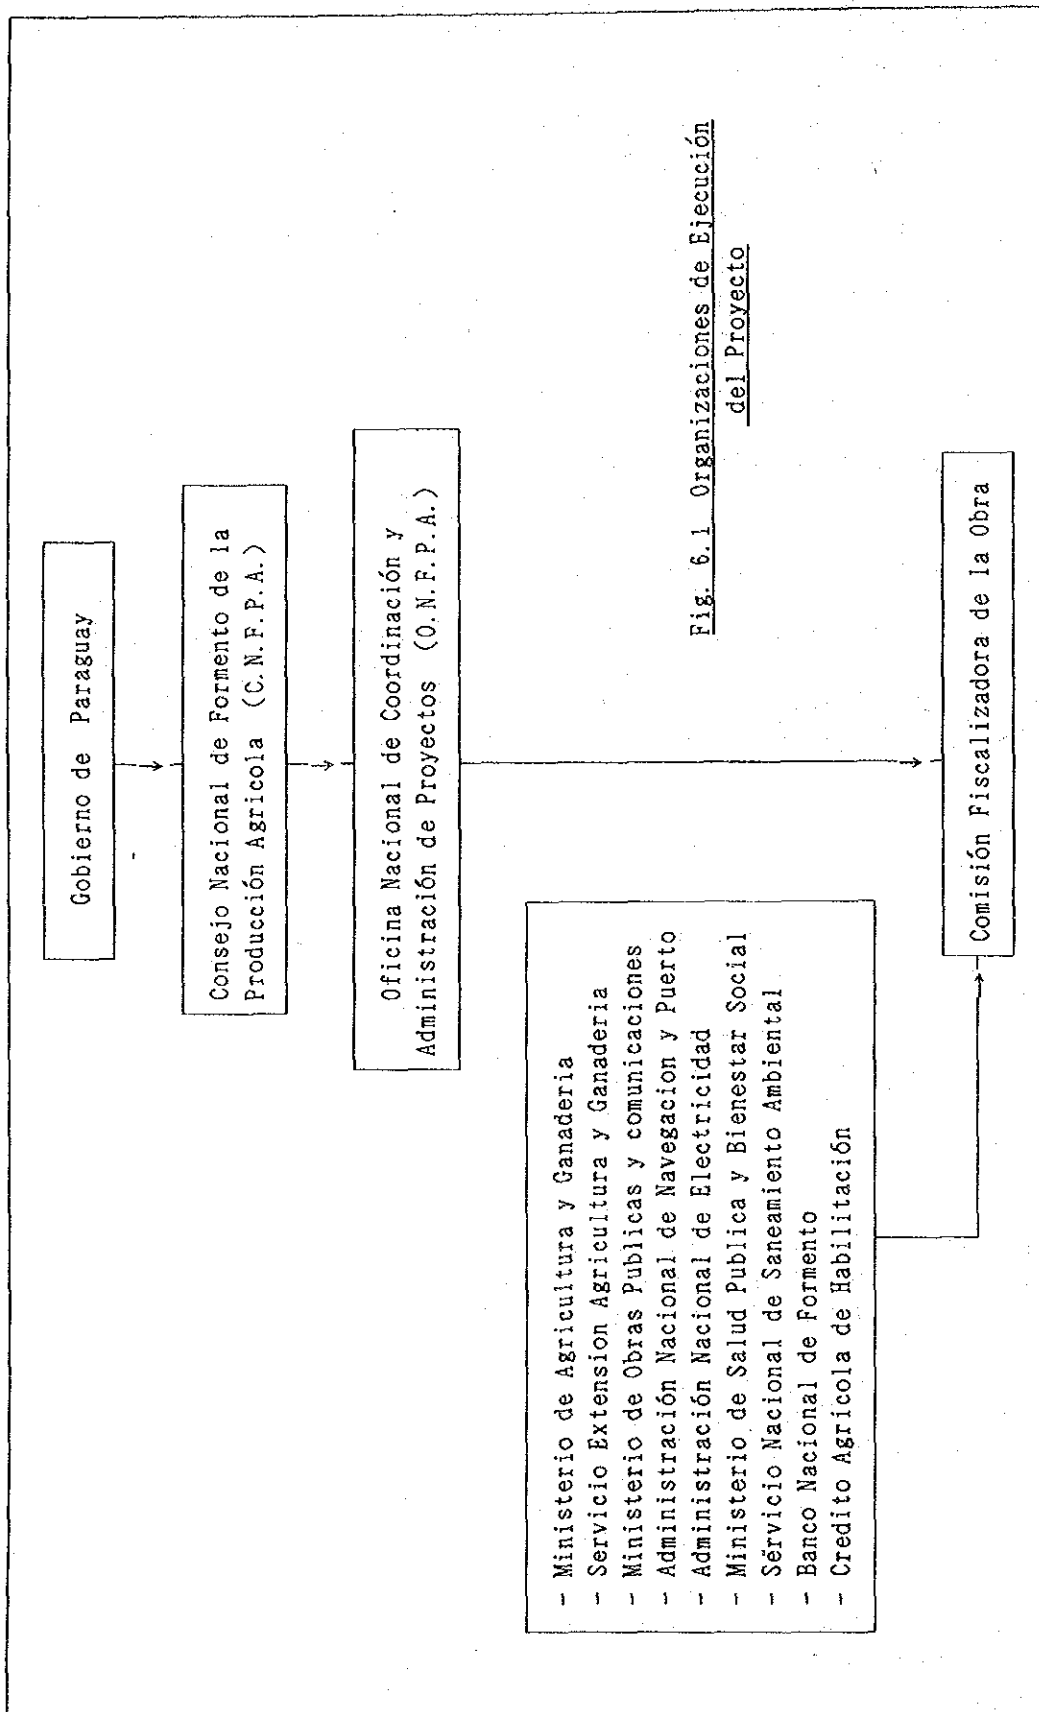 Gobierno de Paraguay
Consejo Nacional de Formento de la
Producción Agricola (C.N.F.P.A.)
Oficina Nacional de Coordinación y
Administración de Proyectos (O.N.F.P.A.)
- Ministerio de Agricultura y Ganaderia
- Servicio Extension Agricultura y Ganaderia
- Ministerio de Obras Publicas y comunicaciones
- Administración Nacional de Navegacion y Puerto
- Administración Nacional de Electricidad
- Ministerio de Salud Publica y Bienestar Social
- Servicio Nacional de Saneamiento Ambiental
- Banco Nacional de Formento
- Credito Agricola de Habilitación
Comisión Fiscalizadora de la Obra
Fig. 6.1 Organizaciones de Ejecución
del Proyecto